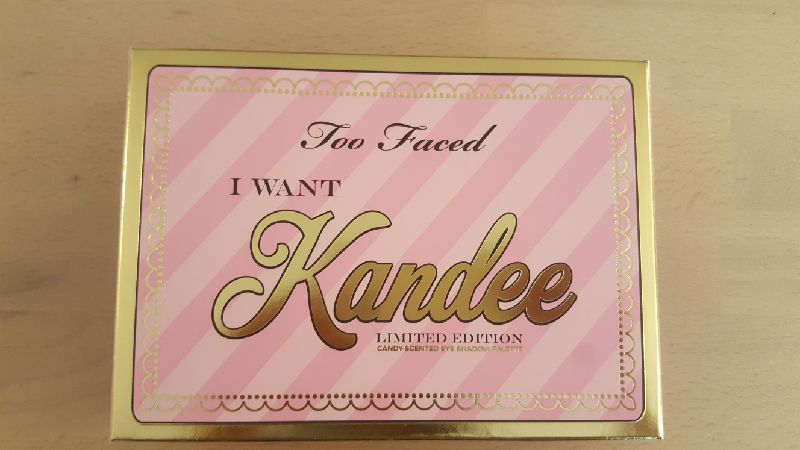 Too Faced
I WANT
Kandee
LIMITED EDITION
CANDY-SCENTED EYE SHADOW PALETTE